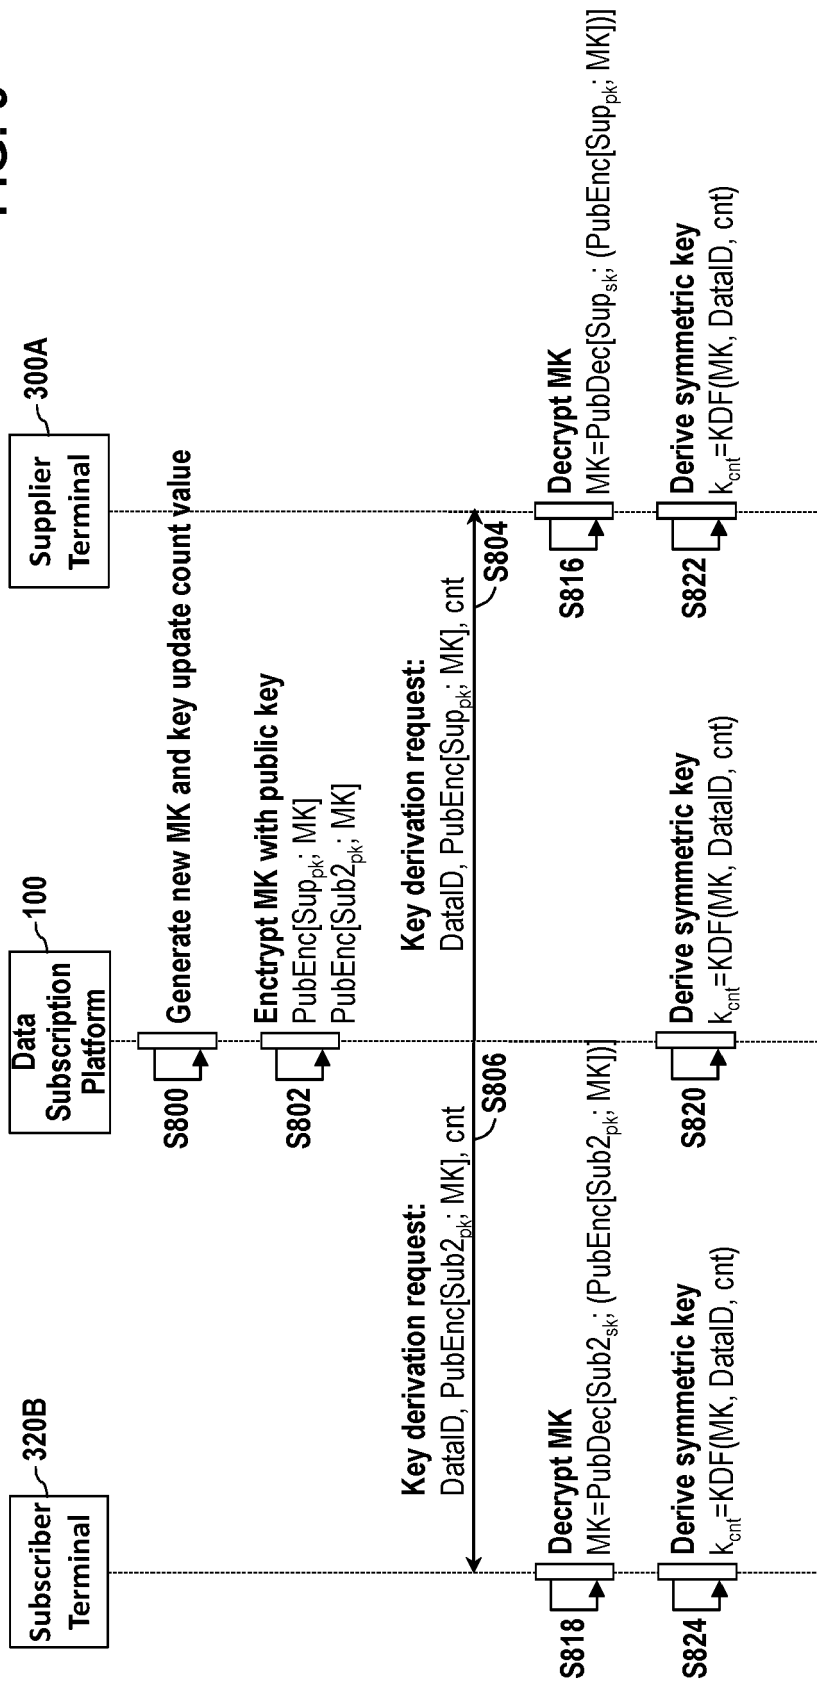 Subscriber
Terminal
320B
Data
Subscription
Platform
100
Supplier
Terminal
300A
S800
Generate new MK and key update count value
S802
Enctrypt MK with public key
PubEnc[Sup_pk; MK]
PubEnc[Sub2_pk; MK]
Key derivation request:
DataID, PubEnc[Sub2_pk; MK], cnt
S806
Key derivation request:
DataID, PubEnc[Sup_pk; MK], cnt
S804
S818
Decrypt MK
MK=PubDec[Sub2_sk; (PubEnc[Sub2_pk; MK])]
S816
Decrypt MK
MK=PubDec[Sup_sk; (PubEnc[Sup_pk; MK])]
S824
Derive symmetric key
k_cnt=KDF(MK, DataID, cnt)
S820
Derive symmetric key
k_cnt=KDF(MK, DataID, cnt)
S822
Derive symmetric key
k_cnt=KDF(MK, DataID, cnt)